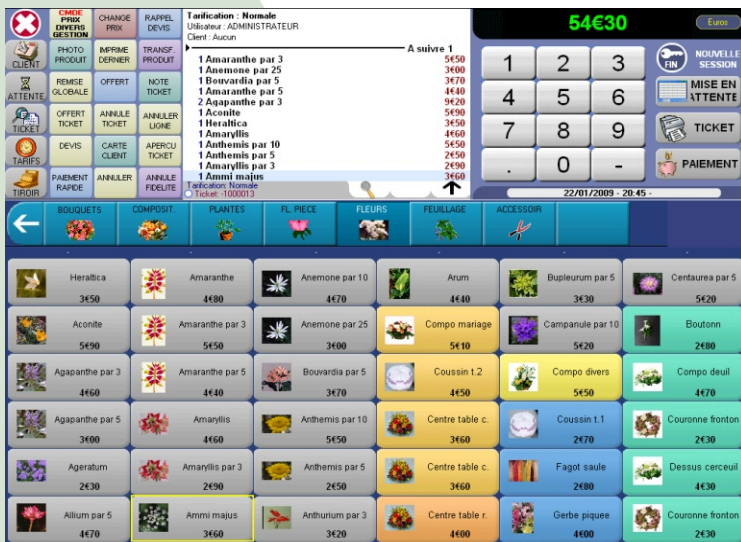 CMDE
PRIX
DIVERS
GESTION
CHANGE
PRIX
RAPPEL
DEVIS
CLIENT
PHOTO
PRODUIT
IMPRIME
DERNIER
TRANSF.
PRODUIT
ATTENTE
REMISE
GLOBALE
OFFERT
NOTE
TICKET
TICKET
OFFERT
TICKET
ANNULE
TICKET
ANNULER
LIGNE
TARIFS
DEVIS
CARTE
CLIENT
APERCU
TICKET
TIROIR
PAIEMENT
RAPIDE
ANNULER
ANNULE
FIDELITE
Tarification : Normale
Utilisateur : ADMINISTRATEUR
Client : Aucun
A suivre 1
1 Amaranthe par 3 5€50
1 Anemone par 25 3€00
1 Bouvardia par 5 3€70
1 Amaranthe par 5 4€40
2 Agapanthe par 3 9€20
1 Aconite 5€90
1 Heraltica 3€50
1 Amaryllis 4€60
1 Anthemis par 10 5€50
1 Anthemis par 5 2€50
1 Amaryllis par 3 2€90
1 Ammi majus 3€60
Tarification: Normale
Ticket: -1000013
54€30
Euros
1 2 3
4 5 6
7 8 9
. 0 -
FIN
NOUVELLE
SESSION
MISE EN
ATTENTE
TICKET
PAIEMENT
22/01/2009 - 20:45 -
BOUQUETS COMPOSIT. PLANTES FL. PIECE FLEURS FEUILLAGE ACCESSOIR
Heraltica
3€50
Amaranthe
4€80
Anemone par 10
4€70
Arum
4€40
Bupleurum par 5
3€30
Centaurea par 5
5€20
Aconite
5€90
Amaranthe par 3
5€50
Anemone par 25
3€00
Compo mariage
5€10
Campanule par 10
5€20
Boutonn
2€80
Agapanthe par 3
4€60
Amaranthe par 5
4€40
Bouvardia par 5
3€70
Coussin t.2
4€50
Compo divers
5€50
Compo deuil
4€70
Agapanthe par 5
3€00
Amaryllis
4€60
Anthemis par 10
5€50
Centre table c.
3€60
Coussin t.1
2€70
Couronne fronton
2€30
Ageratum
2€30
Amaryllis par 3
2€90
Anthemis par 5
2€50
Centre table c.
3€60
Fagot saule
2€80
Dessus cerceuil
4€30
Allium par 5
4€70
Ammi majus
3€60
Anthurium par 3
3€20
Centre table r.
4€00
Gerbe piquee
4€00
Couronne fronton
2€30